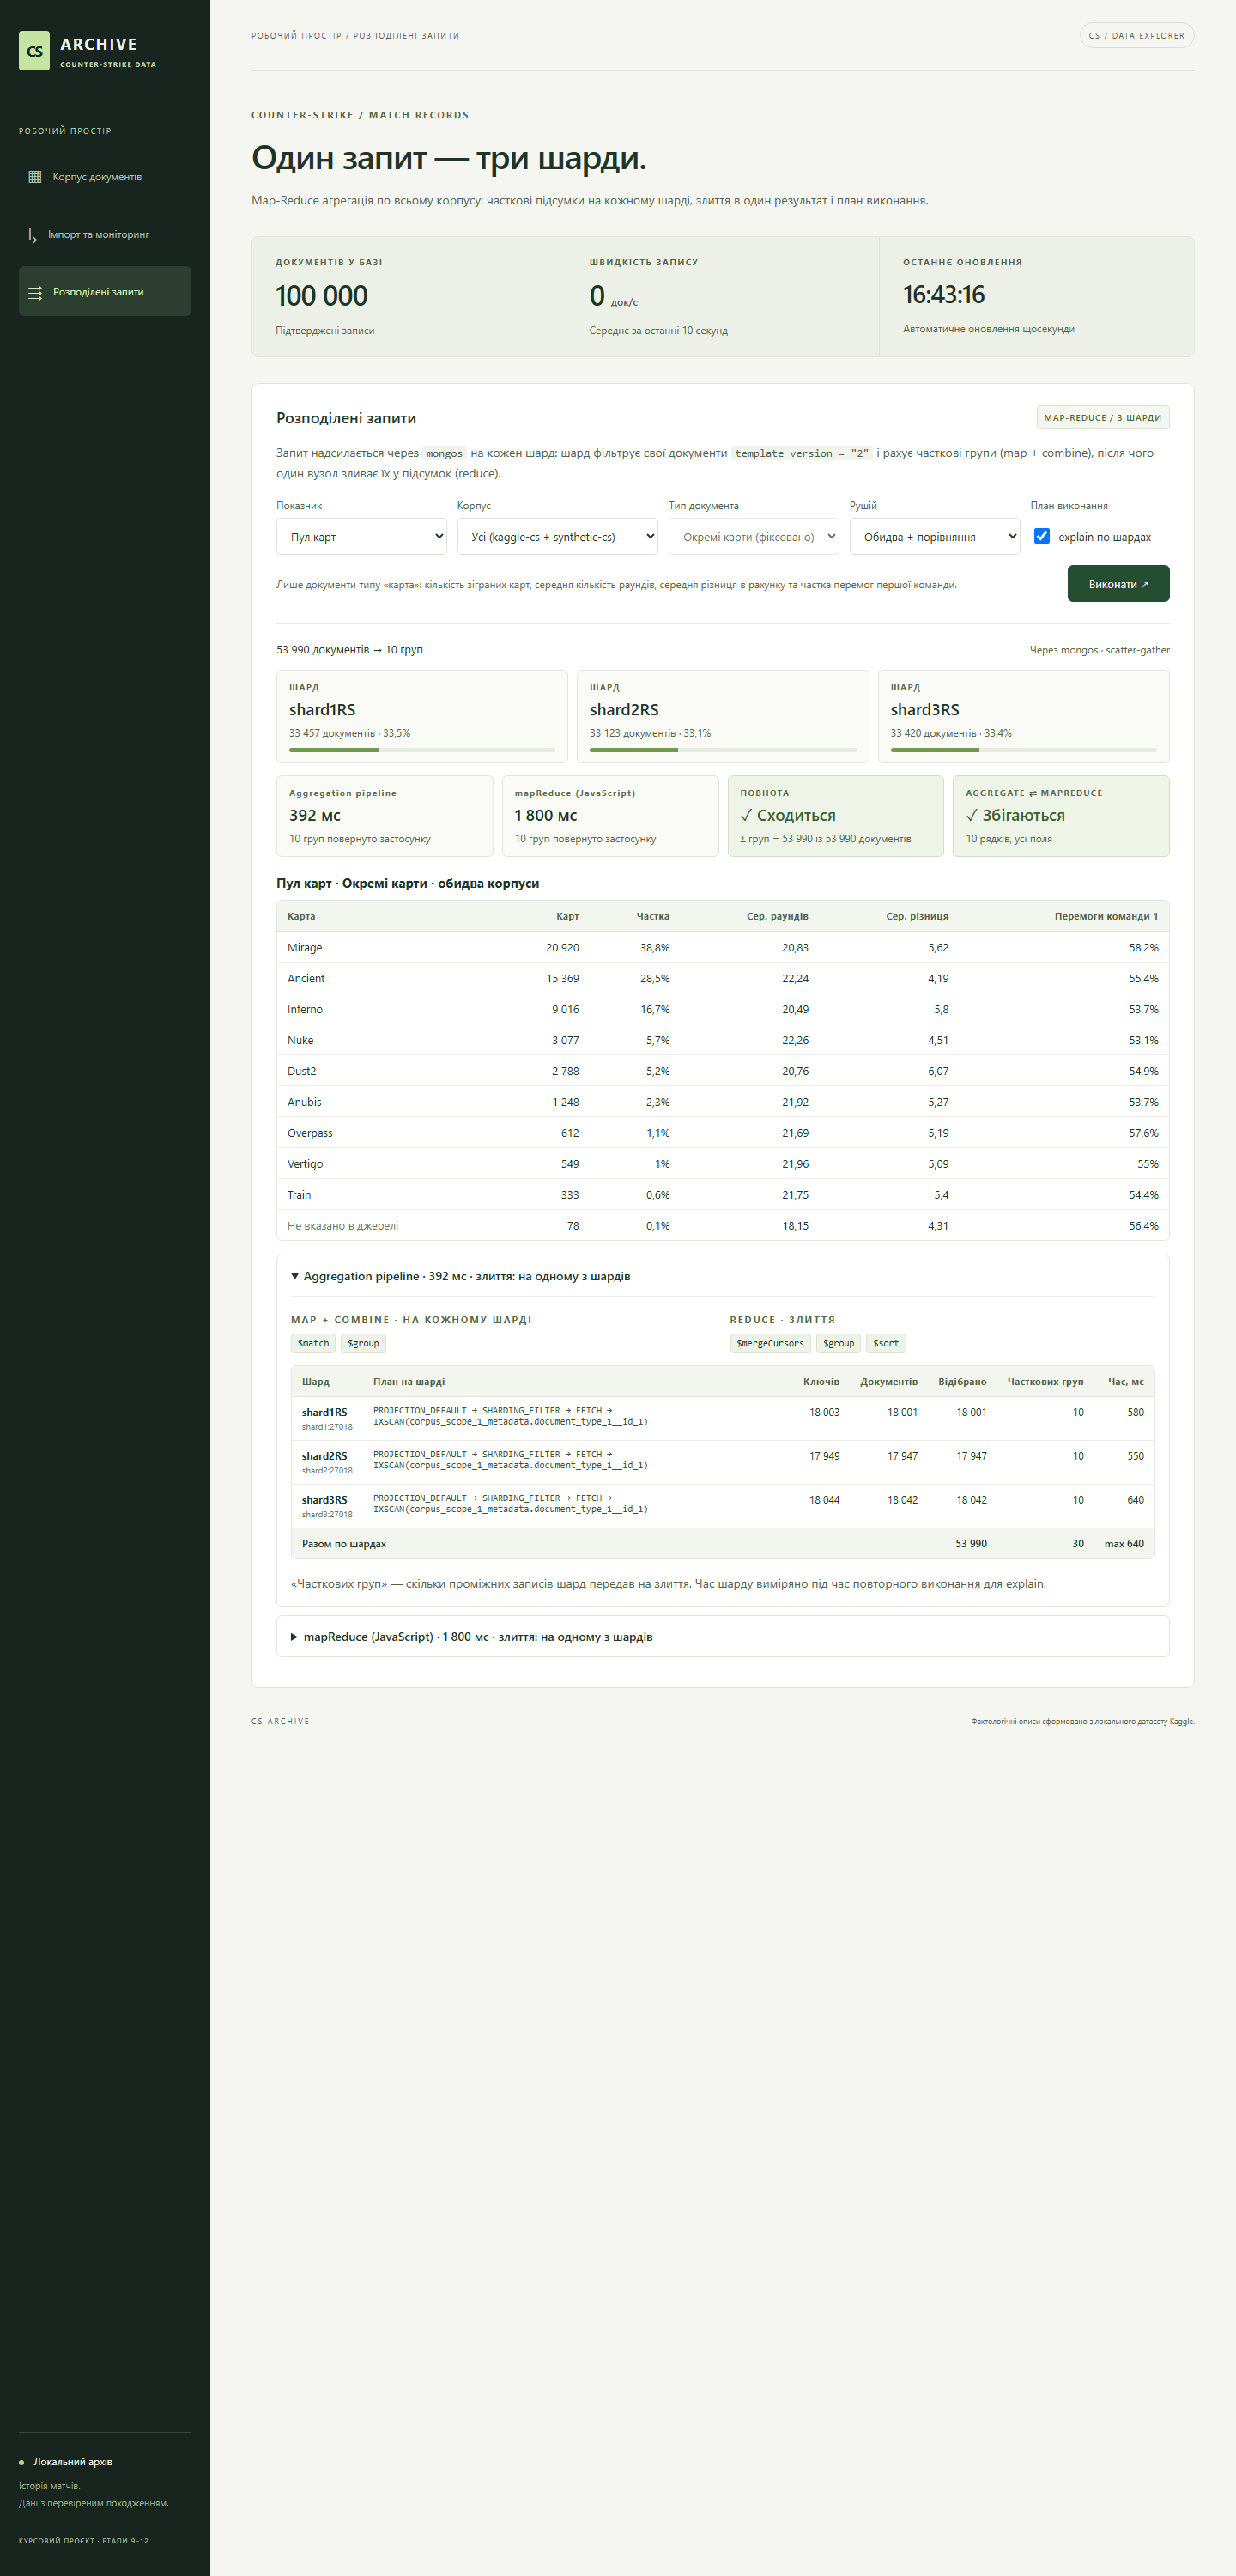 CS
ARCHIVE
COUNTER-STRIKE DATA
РОБОЧИЙ ПРОСТІР
Корпус документів
Імпорт та моніторинг
Розподілені запити
РОБОЧИЙ ПРОСТІР / РОЗПОДІЛЕНІ ЗАПИТИ
CS / DATA EXPLORER
COUNTER-STRIKE / MATCH RECORDS
Один запит — три шарди.
Map-Reduce агрегація по всьому корпусу: часткові підсумки на кожному шарді, злиття в один результат і план виконання.
ДОКУМЕНТІВ У БАЗІ
100 000
Підтверджені записи
ШВИДКІСТЬ ЗАПИСУ
0 док/с
Середнє за останні 10 секунд
ОСТАННЄ ОНОВЛЕННЯ
16:43:16
Автоматичне оновлення щосекунди
Розподілені запити
MAP-REDUCE / 3 ШАРДИ
Запит надсилається через mongos на кожен шард: шард фільтрує свої документи template_version = "2" і рахує часткові групи (map + combine), після чого
один вузол зливає їх у підсумок (reduce).
Показник
Корпус
Тип документа
Рушій
План виконання
Пул карт
Усі (kaggle-cs + synthetic-cs)
Окремі карти (фіксовано)
Обидва + порівняння
explain по шардах
Лише документи типу «карта»: кількість зіграних карт, середня кількість раундів, середня різниця в рахунку та частка перемог першої команди.
Виконати ↗
53 990 документів → 10 груп
Через mongos · scatter-gather
ШАРД
shard1RS
33 457 документів · 33,5%
ШАРД
shard2RS
33 123 документів · 33,1%
ШАРД
shard3RS
33 420 документів · 33,4%
Aggregation pipeline
392 мс
10 груп повернуто застосунку
mapReduce (JavaScript)
1 800 мс
10 груп повернуто застосунку
ПОВНОТА
✓ Сходиться
Σ груп = 53 990 із 53 990 документів
AGGREGATE ⇄ MAPREDUCE
✓ Збігаються
10 рядків, усі поля
Пул карт · Окремі карти · обидва корпуси
Карта Карт Частка Сер. раундів Сер. різниця Перемоги команди 1
Mirage 20 920 38,8% 20,83 5,62 58,2%
Ancient 15 369 28,5% 22,24 4,19 55,4%
Inferno 9 016 16,7% 20,49 5,8 53,7%
Nuke 3 077 5,7% 22,26 4,51 53,1%
Dust2 2 788 5,2% 20,76 6,07 54,9%
Anubis 1 248 2,3% 21,92 5,27 53,7%
Overpass 612 1,1% 21,69 5,19 57,6%
Vertigo 549 1% 21,96 5,09 55%
Train 333 0,6% 21,75 5,4 54,4%
Не вказано в джерелі 78 0,1% 18,15 4,31 56,4%
▼ Aggregation pipeline · 392 мс · злиття: на одному з шардів
MAP + COMBINE · НА КОЖНОМУ ШАРДІ
$match $group
REDUCE · ЗЛИТТЯ
$mergeCursors $group $sort
Шард План на шарді Ключів Документів Відібрано Часткових груп Час, мс
shard1RS
shard1:27018
PROJECTION_DEFAULT → SHARDING_FILTER → FETCH →
IXSCAN(corpus_scope_1_metadata.document_type_1__id_1)
18 003 18 001 18 001 10 580
shard2RS
shard2:27018
PROJECTION_DEFAULT → SHARDING_FILTER → FETCH →
IXSCAN(corpus_scope_1_metadata.document_type_1__id_1)
17 949 17 947 17 947 10 550
shard3RS
shard3:27018
PROJECTION_DEFAULT → SHARDING_FILTER → FETCH →
IXSCAN(corpus_scope_1_metadata.document_type_1__id_1)
18 044 18 042 18 042 10 640
Разом по шардах 53 990 30 max 640
«Часткових груп» — скільки проміжних записів шард передав на злиття. Час шарду виміряно під час повторного виконання для explain.
▶ mapReduce (JavaScript) · 1 800 мс · злиття: на одному з шардів
CS ARCHIVE
Фактологічні описи сформовано з локального датасету Kaggle.
Локальний архів
Історія матчів.
Дані з перевіреним походженням.
КУРСОВИЙ ПРОЄКТ · ЕТАПИ 9–12